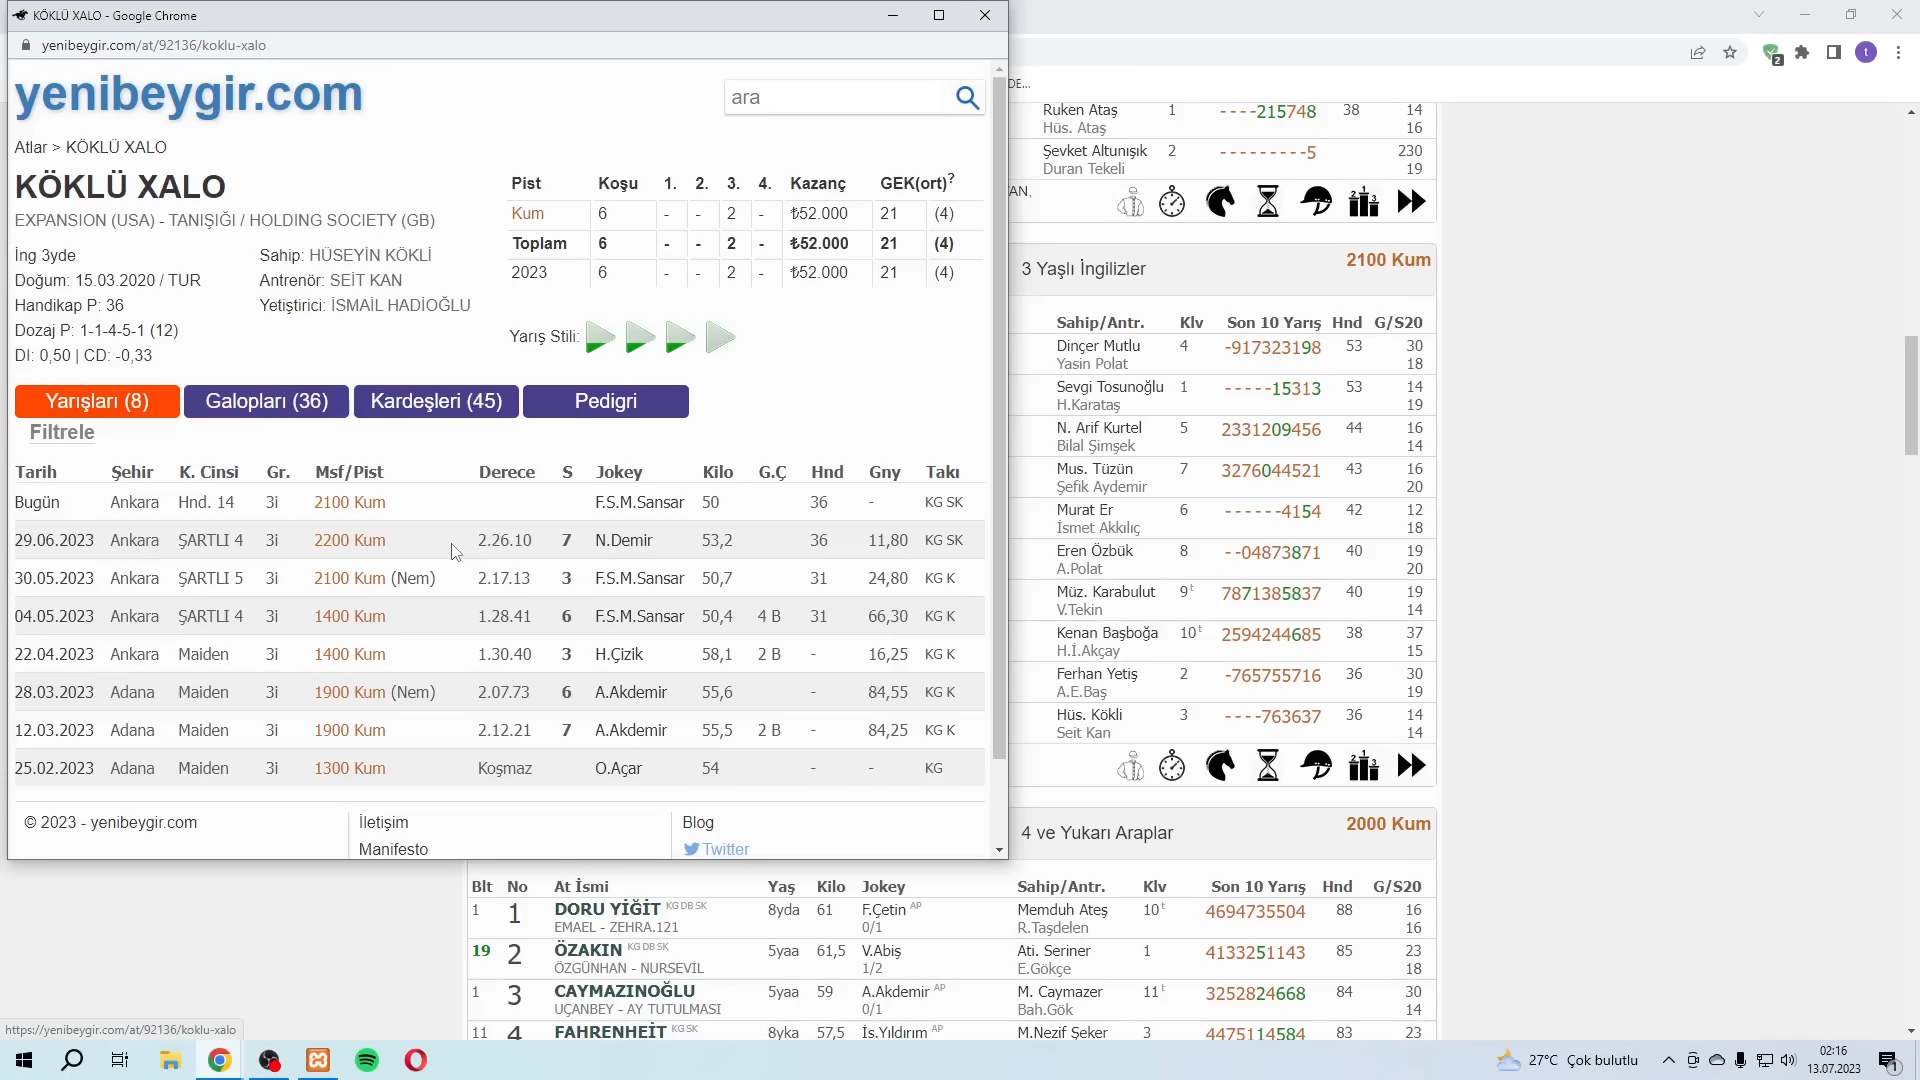 KÖKLÜ XALO - Google Chrome
yenibeygir.com/at/92136/koklu-xalo
yenibeygir.com
ara
Atlar > KÖKLÜ XALO
KÖKLÜ XALO
EXPANSION (USA) - TANIŞIĞI / HOLDING SOCIETY (GB)
İng 3yde
Doğum: 15.03.2020 / TUR
Handikap P: 36
Dozaj P: 1-1-4-5-1 (12)
DI: 0,50 | CD: -0,33
Sahip: HÜSEYİN KÖKLİ
Antrenör: SEİT KAN
Yetiştirici: İSMAİL HADİOĞLU
Pist Koşu 1. 2. 3. 4. Kazanç GEK(ort)?
Kum 6 - - 2 - ₺52.000 21 (4)
Toplam 6 - - 2 - ₺52.000 21 (4)
2023 6 - - 2 - ₺52.000 21 (4)
Yarış Stili:
Yarışları (8) Galopları (36) Kardeşleri (45) Pedigri
Filtrele
Tarih Şehir K. Cinsi Gr. Msf/Pist Derece S Jokey Kilo G.Ç Hnd Gny Takı
Bugün Ankara Hnd. 14 3i 2100 Kum F.S.M.Sansar 50 36 - KG SK
29.06.2023 Ankara ŞARTLI 4 3i 2200 Kum 2.26.10 7 N.Demir 53,2 36 11,80 KG SK
30.05.2023 Ankara ŞARTLI 5 3i 2100 Kum (Nem) 2.17.13 3 F.S.M.Sansar 50,7 31 24,80 KG K
04.05.2023 Ankara ŞARTLI 4 3i 1400 Kum 1.28.41 6 F.S.M.Sansar 50,4 4 B 31 66,30 KG K
22.04.2023 Ankara Maiden 3i 1400 Kum 1.30.40 3 H.Çizik 58,1 2 B - 16,25 KG K
28.03.2023 Adana Maiden 3i 1900 Kum (Nem) 2.07.73 6 A.Akdemir 55,6 - 84,55 KG K
12.03.2023 Adana Maiden 3i 1900 Kum 2.12.21 7 A.Akdemir 55,5 2 B - 84,25 KG K
25.02.2023 Adana Maiden 3i 1300 Kum Koşmaz O.Açar 54 - - KG
© 2023 - yenibeygir.com
İletişim
Manifesto
Blog
Twitter
DE...
2
t
Ruken Ataş 1 ----215748 38 14
Hüs. Ataş 16
Şevket Altunışık 2 ---------5 230
Duran Tekeli 19
AN,
3 Yaşlı İngilizler 2100 Kum
Sahip/Antr. Klv Son 10 Yarış Hnd G/S20
Dinçer Mutlu 4 -917323198 53 30
Yasin Polat 18
Sevgi Tosunoğlu 1 -----15313 53 14
H.Karataş 19
N. Arif Kurtel 5 2331209456 44 16
Bilal Şimşek 14
Mus. Tüzün 7 3276044521 43 16
Şefik Aydemir 20
Murat Er 6 ------4154 42 12
İsmet Akkılıç 18
Eren Özbük 8 --04873871 40 19
A.Polat 20
Müz. Karabulut 9 t 7871385837 40 19
V.Tekin 14
Kenan Başboğa 10 t 2594244685 38 37
H.İ.Akçay 15
Ferhan Yetiş 2 -765755716 36 30
A.E.Baş 19
Hüs. Kökli 3 ----763637 36 14
Seit Kan 14
4 ve Yukarı Araplar 2000 Kum
Blt No At İsmi Yaş Kilo Jokey Sahip/Antr. Klv Son 10 Yarış Hnd G/S20
1 1 DORU YİĞİT KG DB SK 8yda 61 F.Çetin AP Memduh Ateş 10 t 4694735504 88 16
EMAEL - ZEHRA.121 0/1 R.Taşdelen 16
19 2 ÖZAKIN KG DB SK 5yaa 61,5 V.Abiş Ati. Seriner 1 4133251143 85 23
ÖZGÜNHAN - NURSEVİL 1/2 E.Gökçe 18
1 3 CAYMAZINOĞLU 5yaa 59 A.Akdemir AP M. Caymazer 11 t 3252824668 84 30
UÇANBEY - AY TUTULMASI 0/1 Bah.Gök 14
11 4 FAHRENHEİT KG SK 8yka 57,5 İs.Yıldırım AP M.Nezif Şeker 3 4475114584 83 23
https://yenibeygir.com/at/92136/koklu-xalo
27°C Çok bulutlu
02:16
13.07.2023
1